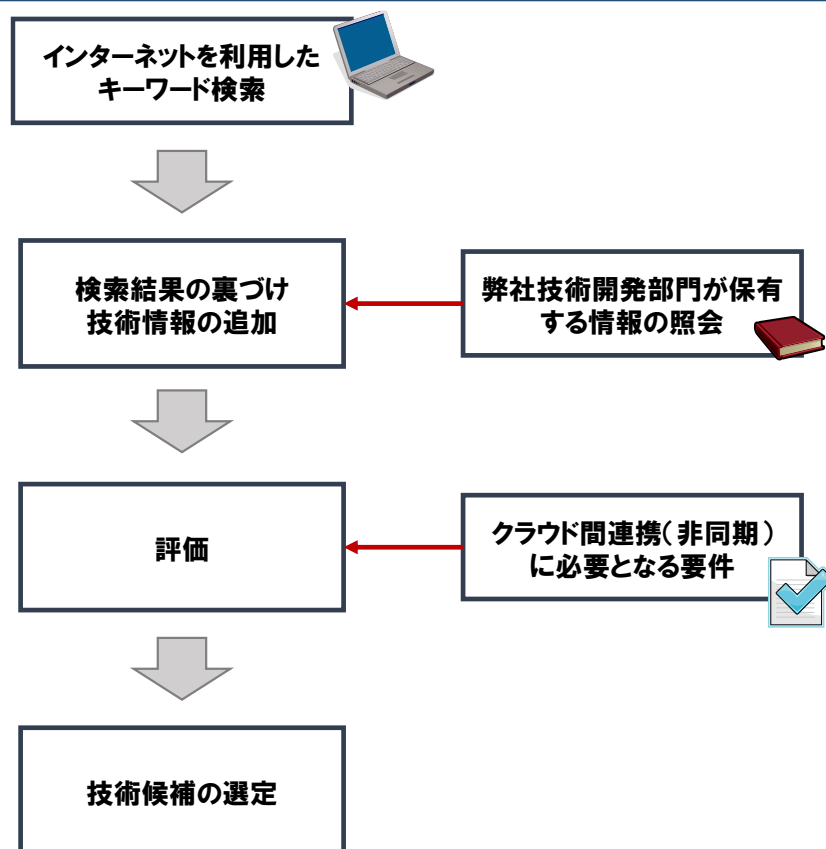 インターネットを利用した
キーワード検索
検索結果の裏づけ
技術情報の追加
弊社技術開発部門が保有
する情報の照会
評価
クラウド間連携(非同期)
に必要となる要件
技術候補の選定